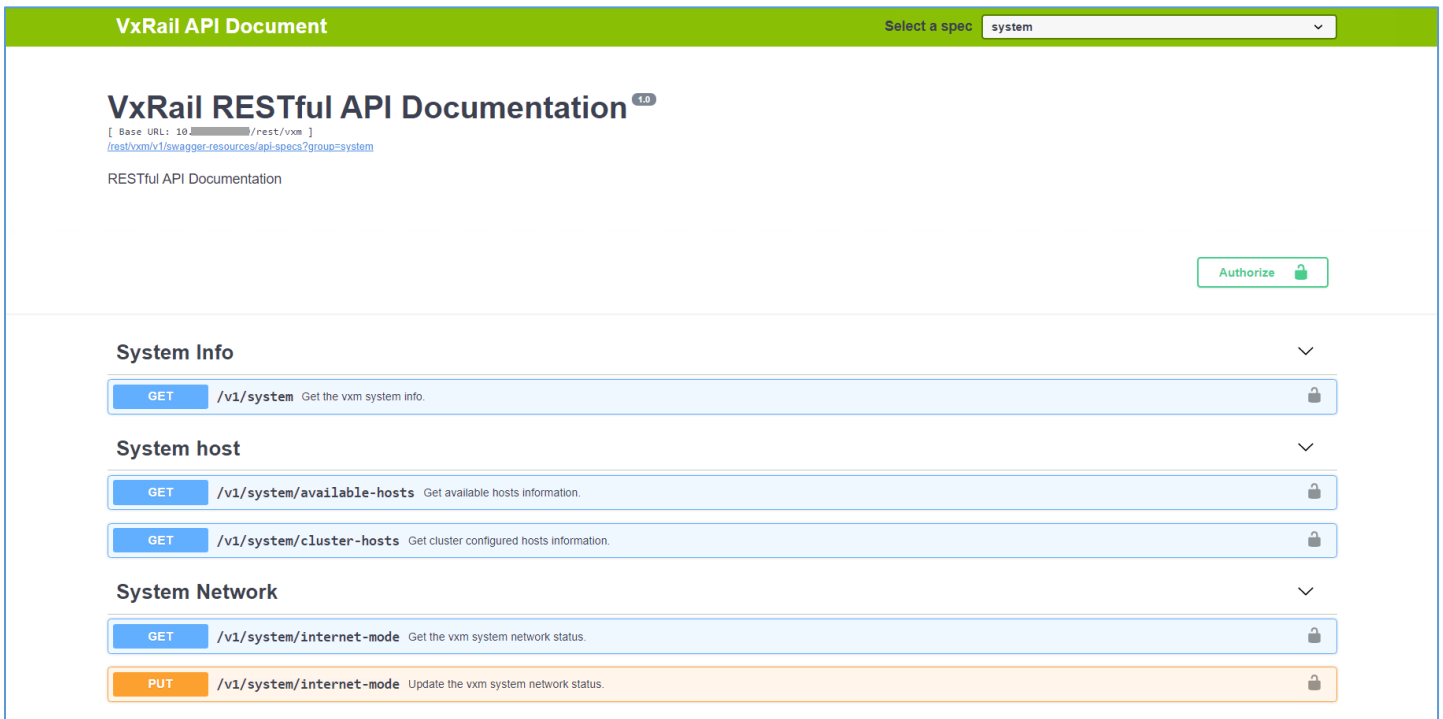 VxRail API Document Select a spec system
VxRail RESTful API Documentation 1.0
[ Base URL: 10. /rest/vxm ]
/rest/vxm/v1/swagger-resources/api-specs?group=system
RESTful API Documentation
Authorize
System Info
GET /v1/system Get the vxm system info.
System host
GET /v1/system/available-hosts Get available hosts information.
GET /v1/system/cluster-hosts Get cluster configured hosts information.
System Network
GET /v1/system/internet-mode Get the vxm system network status.
PUT /v1/system/internet-mode Update the vxm system network status.